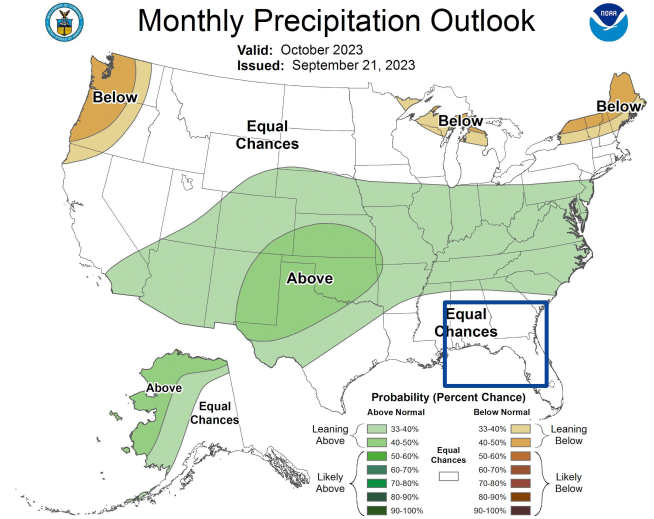 Monthly Precipitation Outlook
NOAA
Valid: October 2023
Issued: September 21, 2023
Below
Equal
Chances
Below
Below
Above
Equal
Chances
Above
Equal
Chances
Probability (Percent Chance)
Above Normal
Below Normal
Leaning
Above
33-40%
40-50%
Likely
Above
50-60%
60-70%
70-80%
80-90%
90-100%
Equal
Chances
33-40%
40-50%
Leaning
Below
50-60%
60-70%
70-80%
80-90%
90-100%
Likely
Below